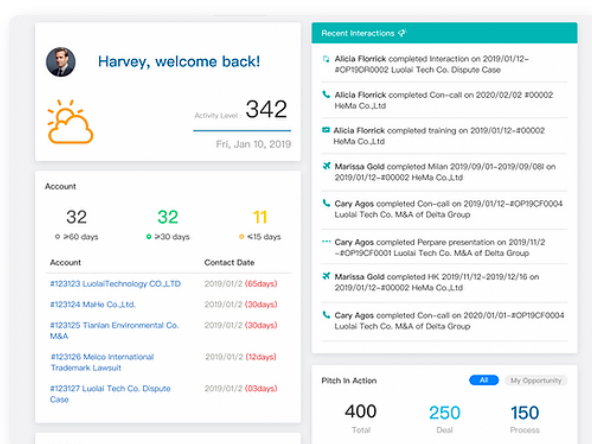 Harvey, welcome back!
Activity Level : 342
Fri, Jan 10, 2019
Account
32
32
11
⩾60 days
⩾30 days
⩽15 days
Account Contact Date
#123123 LuolaiTechnology CO.,LTD 2019/01/2 (65days)
#123124 MaHe Co.,Ltd. 2019/01/2 (30days)
#123125 Tianlan Environmental Co. 2019/01/2 (30days)
M&A
#123126 Melco International 2019/01/2 (12days)
Trademark Lawsuit
#123127 Luolai Tech Co. Dispute 2019/01/2 (03days)
Case
Recent Interactions
Alicia Florrick completed Interaction on 2019/01/12-
#OP19DR0002 Luolai Tech Co. Dispute Case
Alicia Florrick completed Con-call on 2020/02/02 #00002
HeMa Co.,Ltd
Alicia Florrick completed training on 2019/01/12-#00002
HeMa Co.,Ltd
Marissa Gold completed Milan 2019/09/01-2019/09/08l on
2019/01/12-#00002 HeMa Co.,Ltd
Cary Agos completed Con-call on 2019/01/12-#OP19CF0004
Luolai Tech Co. M&A of Delta Group
Cary Agos completed Perpare presentation on 2019/11/2
-#OP19CF0001 Luolai Tech Co. M&A of Delta Group
Marissa Gold completed HK 2019/11/12-2019/12/16 on
2019/01/12-#00002 HeMa Co.,Ltd
Cary Agos completed Con-call on 2020/01/01-#OP19CF0004
Luolai Tech Co. M&A of Delta Group
Pitch In Action
All
My Opportunity
400
250
150
Total
Deal
Process